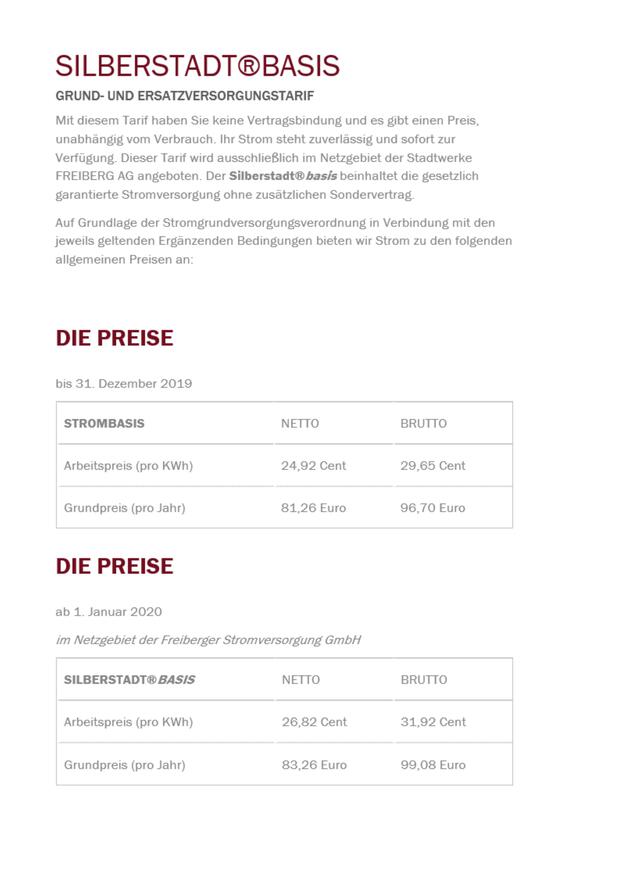 SILBERSTADT®BASIS
GRUND- UND ERSATZVERSORGUNGSTARIF
Mit diesem Tarif haben Sie keine Vertragsbindung und es gibt einen Preis,
unabhängig vom Verbrauch. Ihr Strom steht zuverlässig und sofort zur
Verfügung. Dieser Tarif wird ausschließlich im Netzgebiet der Stadtwerke
FREIBERG AG angeboten. Der Silberstadt®basis beinhaltet die gesetzlich
garantierte Stromversorgung ohne zusätzlichen Sondervertrag.
Auf Grundlage der Stromgrundversorgungsverordnung in Verbindung mit den
jeweils geltenden Ergänzenden Bedingungen bieten wir Strom zu den folgenden
allgemeinen Preisen an:
DIE PREISE
bis 31. Dezember 2019
STROMBASIS NETTO BRUTTO
Arbeitspreis (pro KWh) 24,92 Cent 29,65 Cent
Grundpreis (pro Jahr) 81,26 Euro 96,70 Euro
DIE PREISE
ab 1. Januar 2020
im Netzgebiet der Freiberger Stromversorgung GmbH
SILBERSTADT®BASIS NETTO BRUTTO
Arbeitspreis (pro KWh) 26,82 Cent 31,92 Cent
Grundpreis (pro Jahr) 83,26 Euro 99,08 Euro